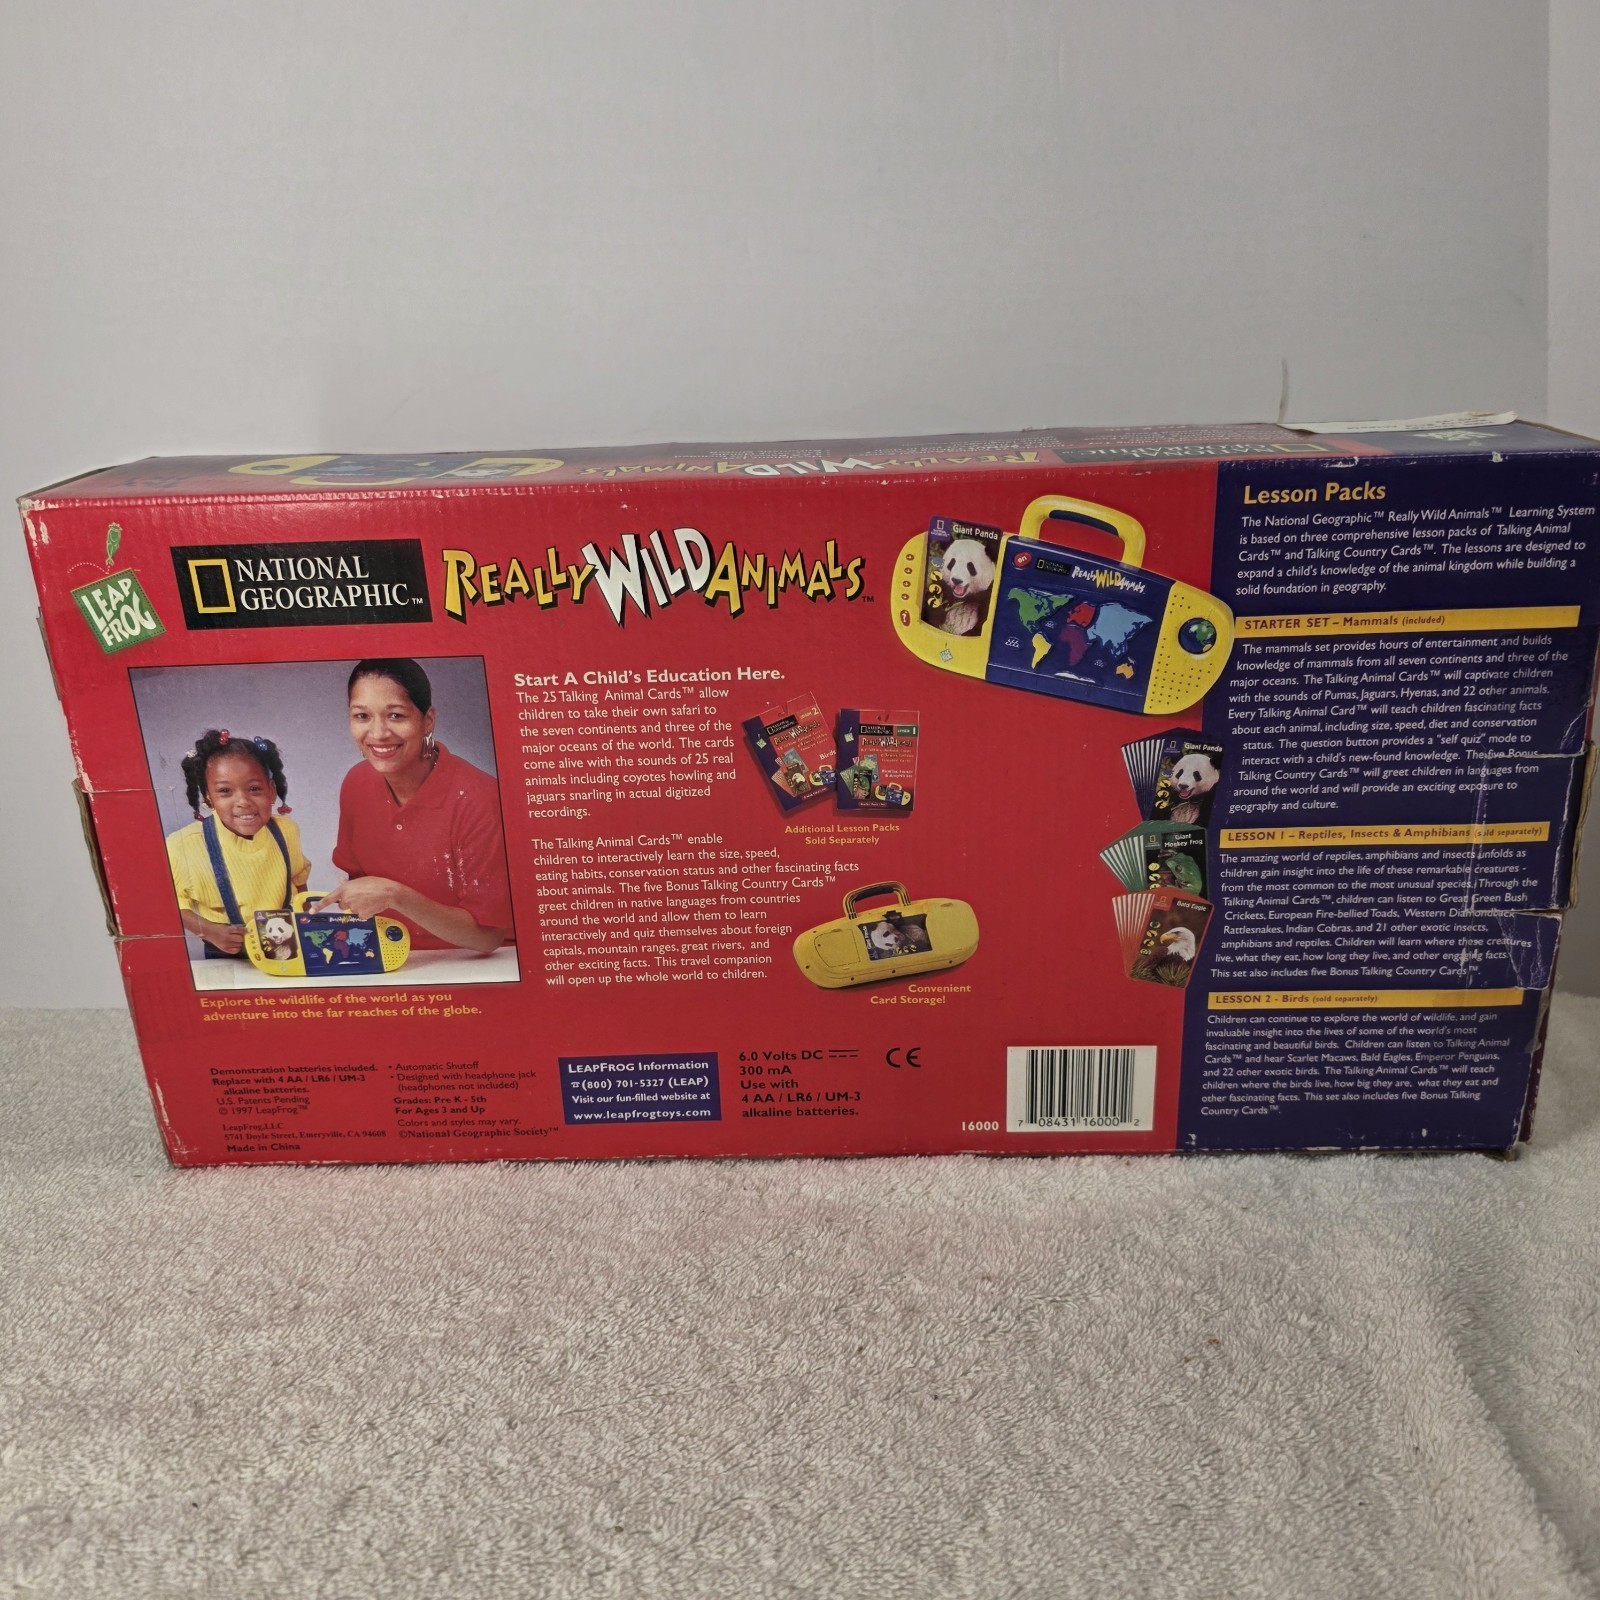 REALLY WILD ANIMALS
LEAP
FROG
NATIONAL
GEOGRAPHIC™
REALLY WILD ANIMALS™
Start A Child's Education Here.
The 25 Talking Animal Cards™ allow
children to take their own safari to
the seven continents and three of the
major oceans of the world. The cards
come alive with the sounds of 25 real
animals including coyotes howling and
jaguars snarling in actual digitized
recordings.
The Talking Animal Cards™ enable
children to interactively learn the size, speed,
eating habits, conservation status and other fascinating facts
about animals. The five Bonus Talking Country Cards™
greet children in native languages from countries
around the world and allow them to learn
interactively and quiz themselves about foreign
capitals, mountain ranges, great rivers, and
other exciting facts. This travel companion
will open up the whole world to children.
Explore the wildlife of the world as you
adventure into the far reaches of the globe.
Giant Panda
REALLY WILD ANIMALS
Additional Lesson Packs
Sold Separately
Convenient
Card Storage!
Giant Panda
Giant
Monkey Frog
Bald Eagle
Demonstration batteries included.
Replace with 4 AA / LR6 / UM-3
alkaline batteries.
U.S. Patents Pending
© 1997 LeapFrog™
LeapFrog, LLC
5741 Doyle Street, Emeryville, CA 94608
Made in China
• Automatic Shutoff
• Designed with headphone jack
(headphones not included)
Grades: Pre K - 5th
For Ages 3 and Up
Colors and styles may vary.
©National Geographic Society™
LEAPFROG Information
☎(800) 701-5327 (LEAP)
Visit our fun-filled website at
www.leapfrogtoys.com
6.0 Volts DC
300 mA
Use with
4 AA / LR6 / UM-3
alkaline batteries.
CE
16000
7 08431 16000 2
Lesson Packs
The National Geographic™ Really Wild Animals™ Learning System
is based on three comprehensive lesson packs of Talking Animal
Cards™ and Talking Country Cards™. The lessons are designed to
expand a child's knowledge of the animal kingdom while building a
solid foundation in geography.
STARTER SET – Mammals (included)
The mammals set provides hours of entertainment and builds
knowledge of mammals from all seven continents and three of the
major oceans. The Talking Animal Cards™ will captivate children
with the sounds of Pumas, Jaguars, Hyenas, and 22 other animals.
Every Talking Animal Card™ will teach children fascinating facts
about each animal, including size, speed, diet and conservation
status. The question button provides a "self quiz" mode to
interact with a child's new-found knowledge. The five Bonus
Talking Country Cards™ will greet children in languages from
around the world and will provide an exciting exposure to
geography and culture.
LESSON 1 – Reptiles, Insects & Amphibians (sold separately)
The amazing world of reptiles, amphibians and insects unfolds as
children gain insight into the life of these remarkable creatures -
from the most common to the most unusual species. Through the
Talking Animal Cards™, children can listen to Great Green Bush
Crickets, European Fire-bellied Toads, Western Diamondback
Rattlesnakes, Indian Cobras, and 21 other exotic insects,
amphibians and reptiles. Children will learn where these creatures
live, what they eat, how long they live, and other engaging facts.
This set also includes five Bonus Talking Country Cards™.
LESSON 2 - Birds (sold separately)
Children can continue to explore the world of wildlife, and gain
invaluable insight into the lives of some of the world's most
fascinating and beautiful birds. Children can listen to Talking Animal
Cards™ and hear Scarlet Macaws, Bald Eagles, Emperor Penguins,
and 22 other exotic birds. The Talking Animal Cards™ will teach
children where the birds live, how big they are, what they eat and
other fascinating facts. This set also includes five Bonus Talking
Country Cards™.